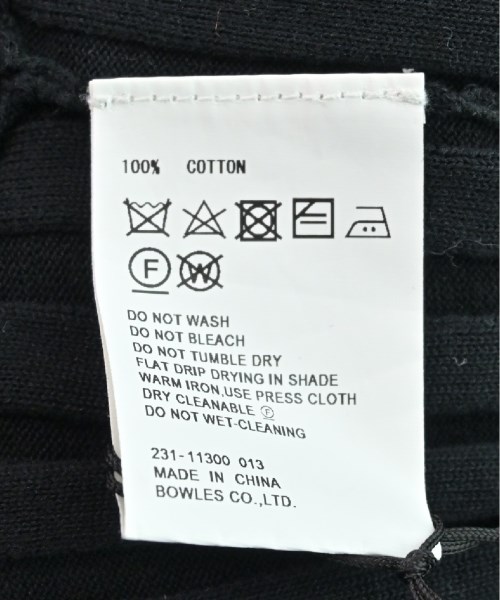 100% COTTON
F W
DO NOT WASH
DO NOT BLEACH
DO NOT TUMBLE DRY
FLAT DRIP DRYING IN SHADE
WARM IRON,USE PRESS CLOTH
DRY CLEANABLE Ⓕ
DO NOT WET-CLEANING
231-11300 013
MADE IN CHINA
BOWLES CO.,LTD.